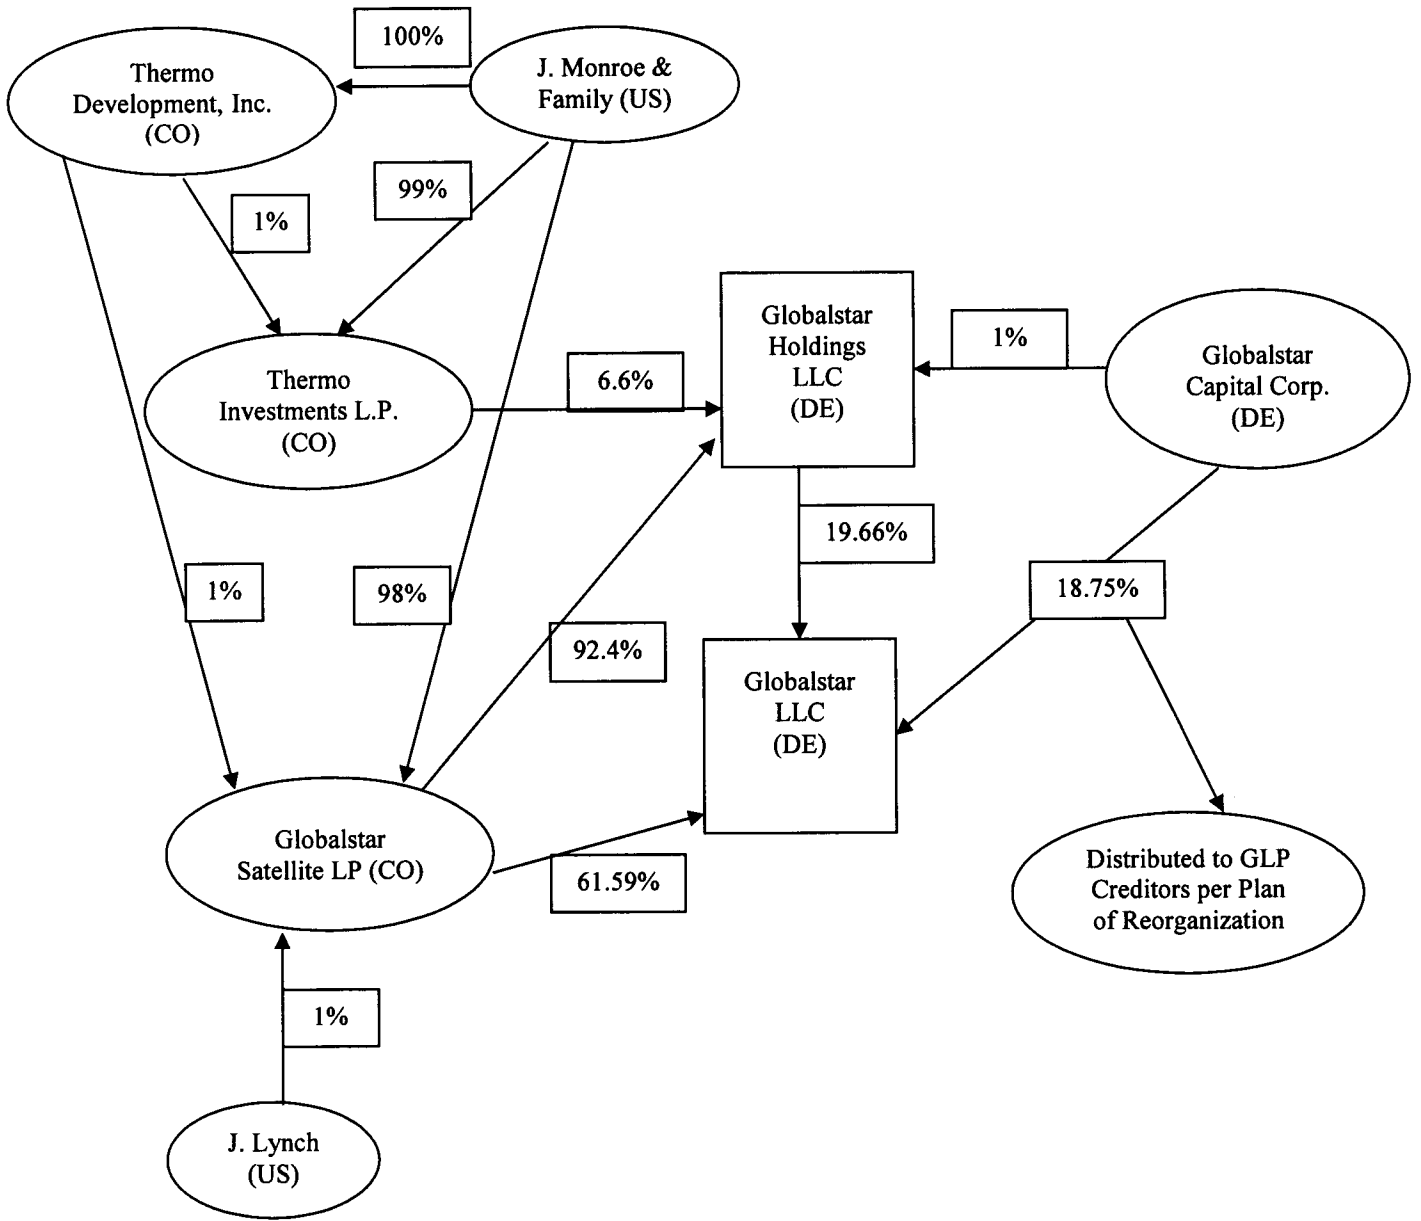 100%
Thermo
Development, Inc.
(CO)
J. Monroe &
Family (US)
99%
1%
Globalstar
Holdings
LLC
(DE)
1%
Globalstar
Capital Corp.
(DE)
Thermo
Investments L.P.
(CO)
6.6%
19.66%
1%
98%
18.75%
92.4%
Globalstar
LLC
(DE)
Globalstar
Satellite LP (CO)
61.59%
Distributed to GLP
Creditors per Plan
of Reorganization
1%
J. Lynch
(US)